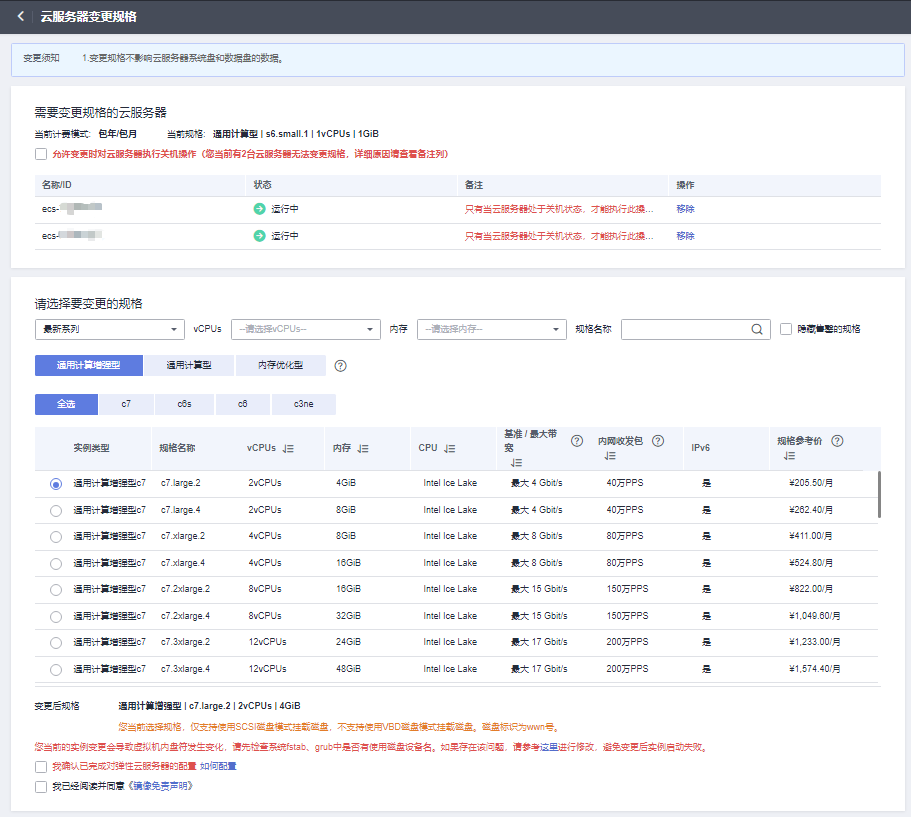 云服务器变更规格
变更须知 1.变更规格不影响云服务器系统盘和数据盘的数据。
需要变更规格的云服务器
当前计费模式: 包年/包月 当前规格: 通用计算型 | s6.small.1 | 1vCPUs | 1GiB
允许变更时对云服务器执行关机操作（您当前有2台云服务器无法变更规格，详细原因请查看备注列）
名称/ID 状态 备注 操作
ecs- 运行中 只有当云服务器处于关机状态，才能执行此操... 移除
ecs- 运行中 只有当云服务器处于关机状态，才能执行此操... 移除
请选择要变更的规格
最新系列 vCPUs --请选择vCPUs-- 内存 --请选择内存-- 规格名称 隐藏售罄的规格
通用计算增强型 通用计算型 内存优化型
全选 c7 c6s c6 c3ne
实例类型 规格名称 vCPUs 内存 CPU 基准 / 最大带宽 内网收发包 IPv6 规格参考价
通用计算增强型c7 c7.large.2 2vCPUs 4GiB Intel Ice Lake 最大 4 Gbit/s 40万PPS 是 ¥205.50/月
通用计算增强型c7 c7.large.4 2vCPUs 8GiB Intel Ice Lake 最大 4 Gbit/s 40万PPS 是 ¥262.40/月
通用计算增强型c7 c7.xlarge.2 4vCPUs 8GiB Intel Ice Lake 最大 8 Gbit/s 80万PPS 是 ¥411.00/月
通用计算增强型c7 c7.xlarge.4 4vCPUs 16GiB Intel Ice Lake 最大 8 Gbit/s 80万PPS 是 ¥524.80/月
通用计算增强型c7 c7.2xlarge.2 8vCPUs 16GiB Intel Ice Lake 最大 15 Gbit/s 150万PPS 是 ¥822.00/月
通用计算增强型c7 c7.2xlarge.4 8vCPUs 32GiB Intel Ice Lake 最大 15 Gbit/s 150万PPS 是 ¥1,049.60/月
通用计算增强型c7 c7.3xlarge.2 12vCPUs 24GiB Intel Ice Lake 最大 17 Gbit/s 200万PPS 是 ¥1,233.00/月
通用计算增强型c7 c7.3xlarge.4 12vCPUs 48GiB Intel Ice Lake 最大 17 Gbit/s 200万PPS 是 ¥1,574.40/月
变更后规格 通用计算增强型 | c7.large.2 | 2vCPUs | 4GiB
您当前选择规格，仅支持使用SCSI磁盘模式挂载磁盘，不支持使用VBD磁盘模式挂载磁盘。磁盘标识为wwn号。
您当前的实例变更会导致虚拟机内盘符发生变化，请先检查系统fstab、grub中是否有使用磁盘设备名。如果存在该问题，请参考这里进行修改，避免变更后实例启动失败。
我确认已完成对弹性云服务器的配置 如何配置
我已经阅读并同意《镜像免责声明》